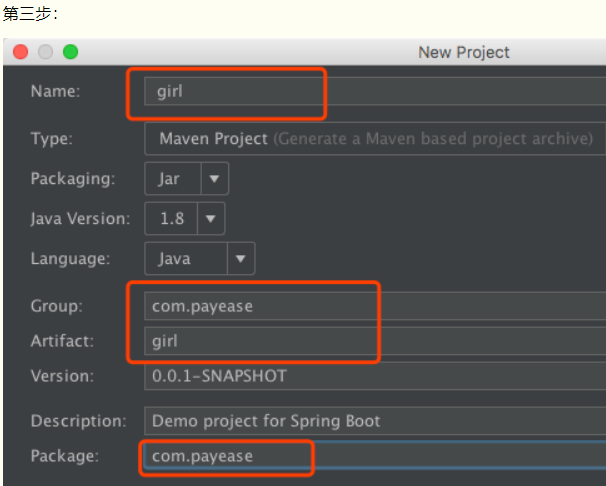 第三步：
New Project
Name: girl
Type: Maven Project (Generate a Maven based project archive)
Packaging: Jar
Java Version: 1.8
Language: Java
Group: com.payease
Artifact: girl
Version: 0.0.1-SNAPSHOT
Description: Demo project for Spring Boot
Package: com.payease